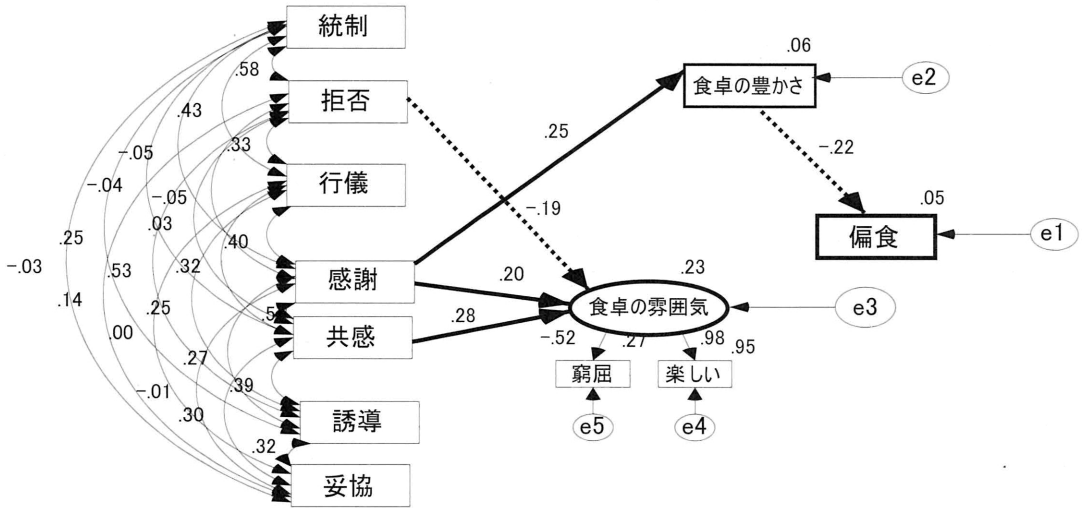 統制
.06
.58
拒否
食卓の豊かさ
e2
.43
.25
-.05
.33
-.22
-.04
-.05
行儀
.05
.03
-.19
偏食
e1
.25
.40
-.03
.53
.32
感謝
.20
.23
.14
.25
.28
食卓の雰囲気
e3
.00
共感
-.52
.27
.98
.95
.27
.39
窮屈
楽しい
-.01
.30
誘導
e5
e4
.32
妥協